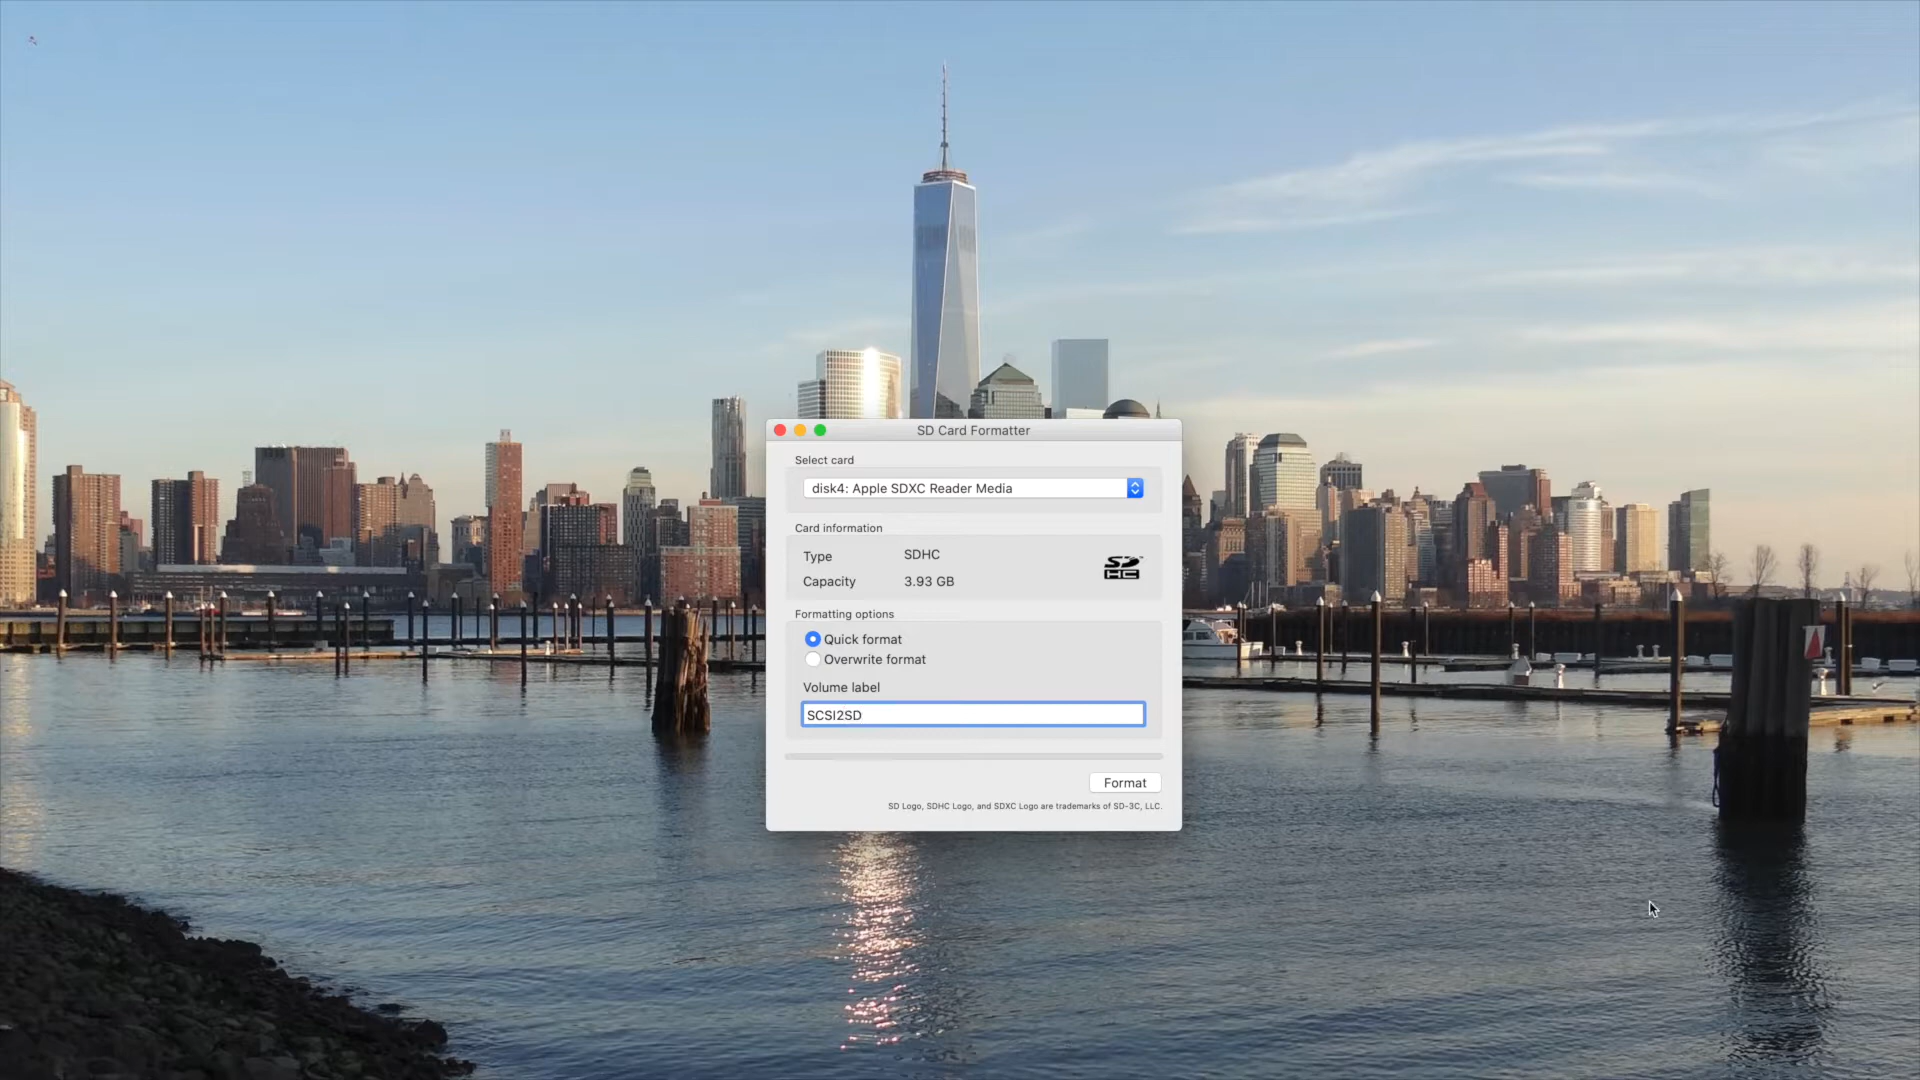 SD Card Formatter
Select card
disk4: Apple SDXC Reader Media
Card information
Type SDHC
Capacity 3.93 GB
SD
HC
Formatting options
Quick format
Overwrite format
Volume label
SCSI2SD
Format
SD Logo, SDHC Logo, and SDXC Logo are trademarks of SD-3C, LLC.